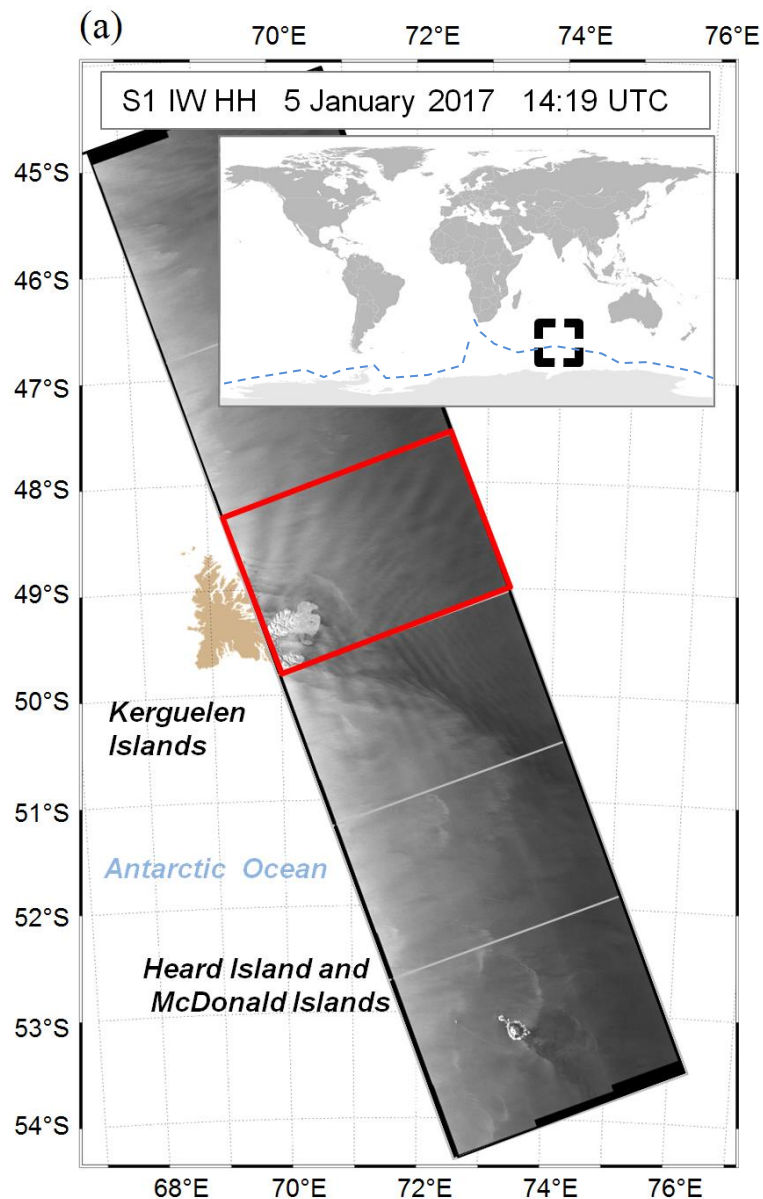 (a)
70°E 72°E 74°E 76°E
S1 IW HH 5 January 2017 14:19 UTC
45°S
46°S
47°S
48°S
49°S
50°S
Kerguelen
Islands
51°S
Antarctic Ocean
52°S
Heard Island and
McDonald Islands
53°S
54°S
68°E 70°E 72°E 74°E 76°E